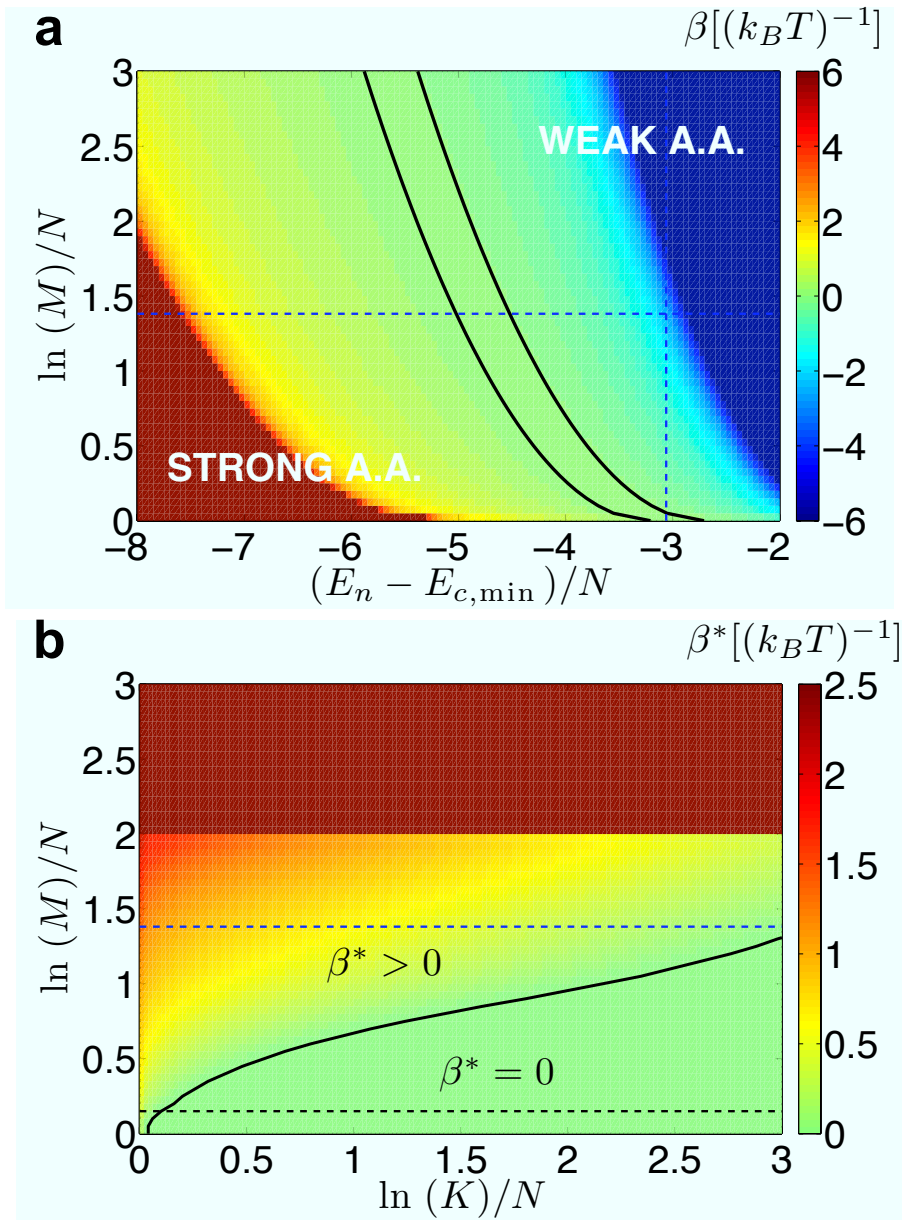 a
β[(k_BT)^{-1}]
3
2.5
2
1.5
1
0.5
0
ln (M)/N
WEAK A.A.
STRONG A.A.
6
4
2
0
−2
−4
−6
−8 −7 −6 −5 −4 −3 −2
(E_n − E_{c,min})/N
b
β*[(k_BT)^{-1}]
3
2.5
2
1.5
1
0.5
0
ln (M)/N
β* > 0
β* = 0
2.5
2
1.5
1
0.5
0
0 0.5 1 1.5 2 2.5 3
ln (K)/N